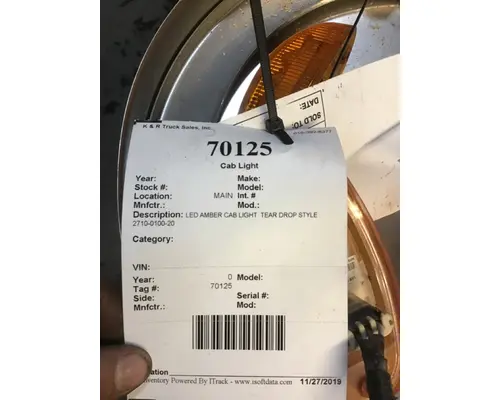 K & R Truck Sales, Inc.
70125
Cab Light
Year: Make:
Stock #: Model:
Location: MAIN Int. #
Mnfctr.: Mod.:
Description: LED AMBER CAB LIGHT TEAR DROP STYLE
2710-0100-20
Category:
VIN:
Year: 0 Model:
Tag #: 70125
Side: Serial #:
Mnfctr.: Mod:
Inventory Powered By ITrack - www.isoftdata.com 11/27/2019
SOLD TO:
DATE: